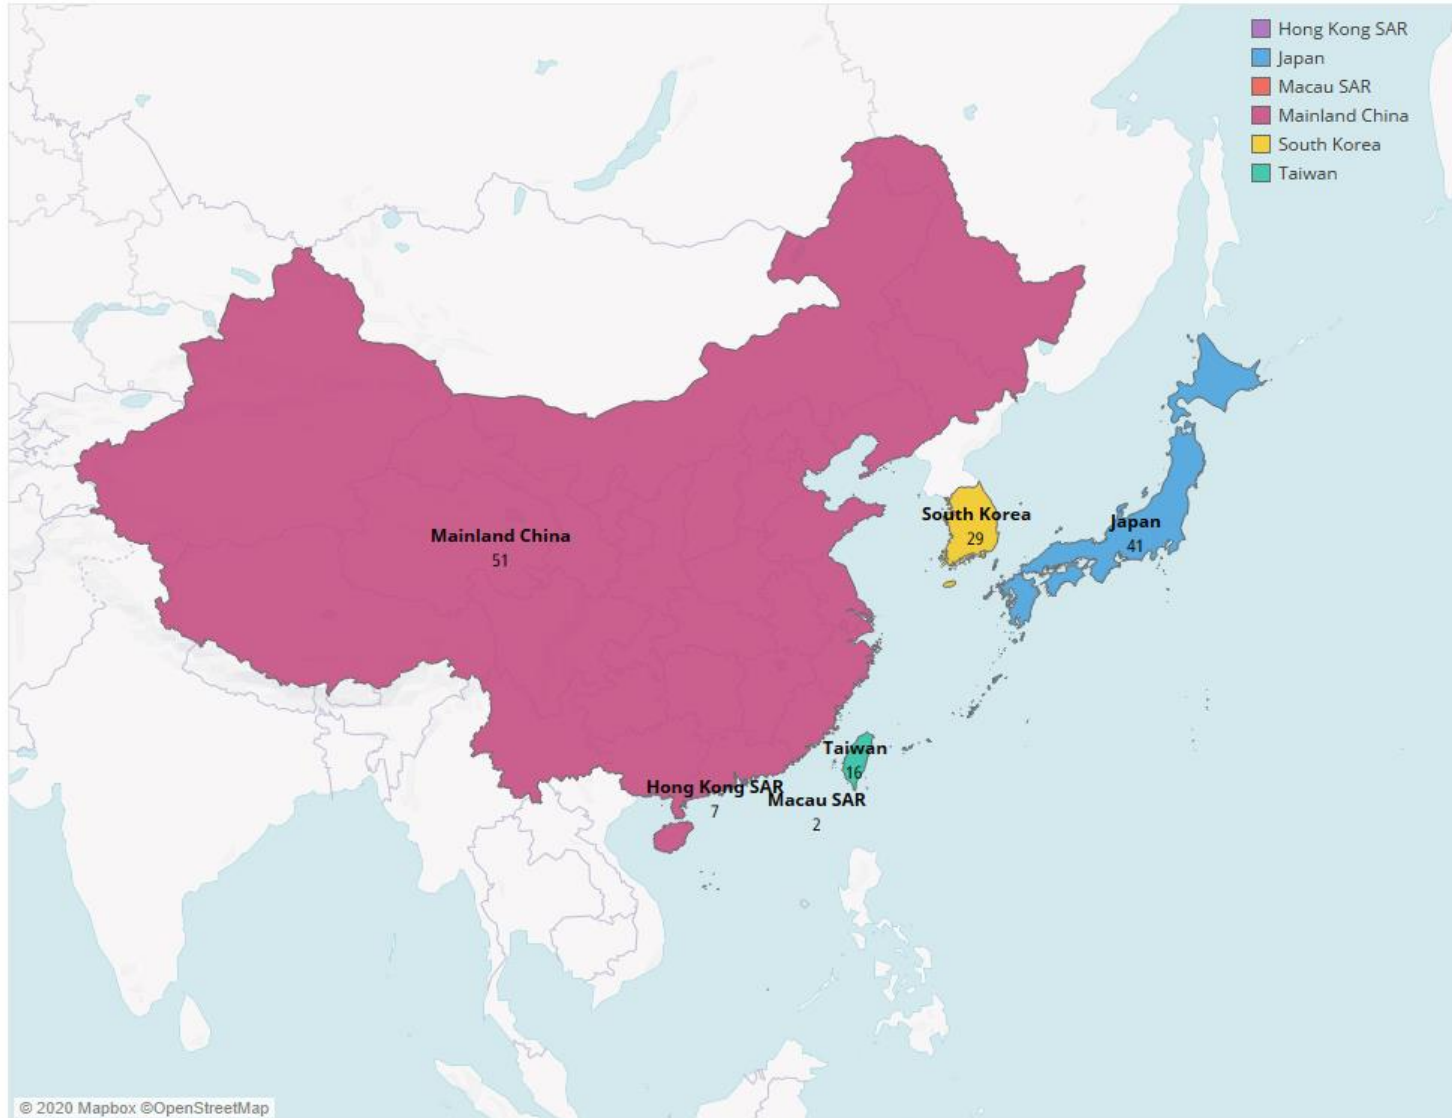 Hong Kong SAR
Japan
Macau SAR
Mainland China
South Korea
Taiwan
South Korea
29
Japan
41
Mainland China
51
Taiwan
16
Hong Kong SAR
7
Macau SAR
2
© 2020 Mapbox ©OpenStreetMap